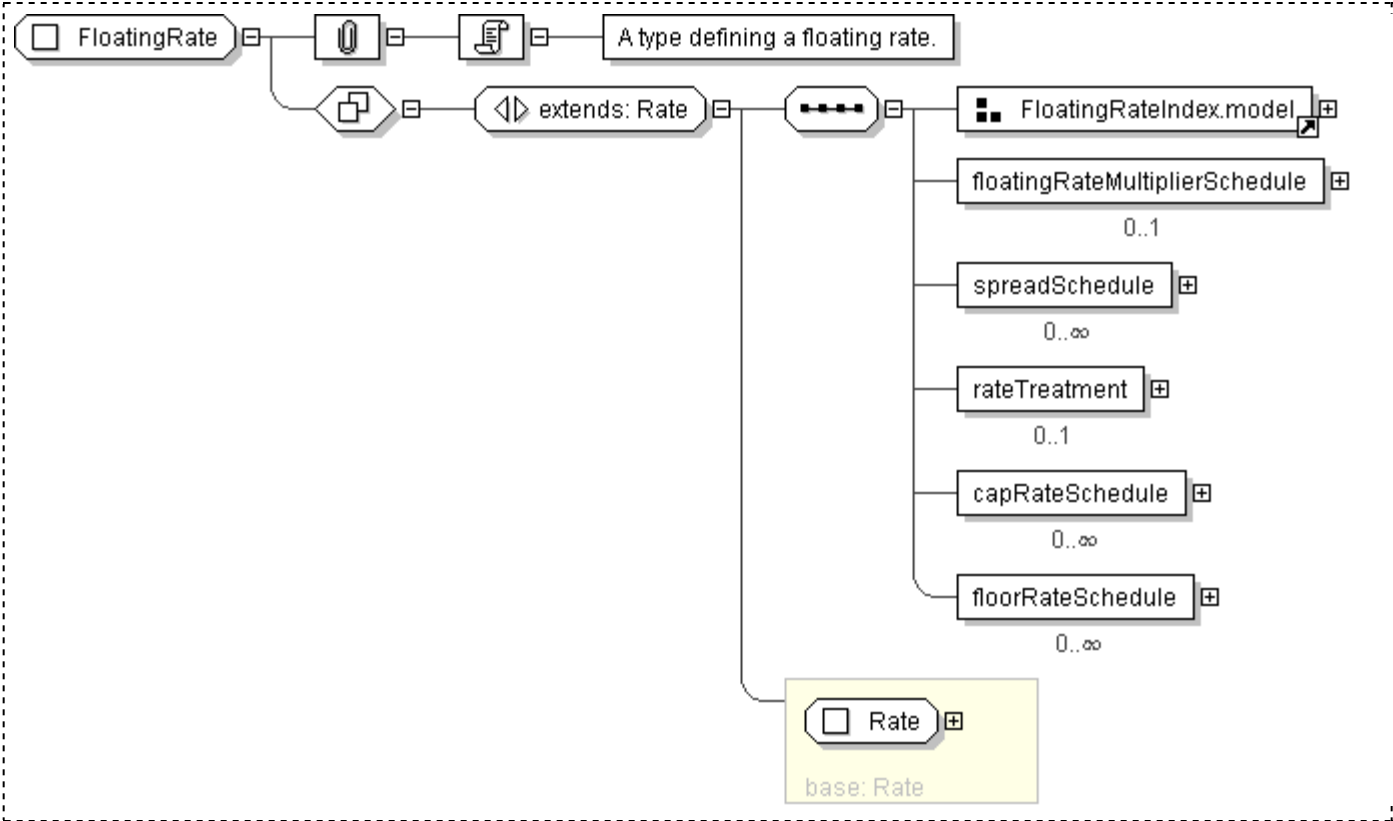 FloatingRate
A type defining a floating rate.
extends: Rate
FloatingRateIndex.model
floatingRateMultiplierSchedule
0..1
spreadSchedule
0..∞
rateTreatment
0..1
capRateSchedule
0..∞
floorRateSchedule
0..∞
Rate
base: Rate